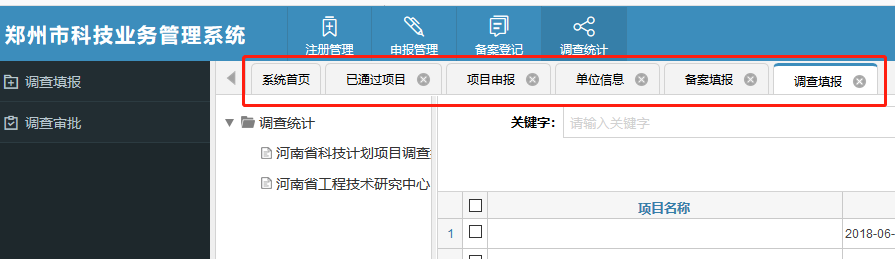 郑州市科技业务管理系统
注册管理 申报管理 备案登记 调查统计
调查填报
调查审批
系统首页 已通过项目 项目申报 单位信息 备案填报 调查填报
调查统计
河南省科技计划项目调查
河南省工程技术研究中心
关键字: 请输入关键字
项目名称
1 2018-06-